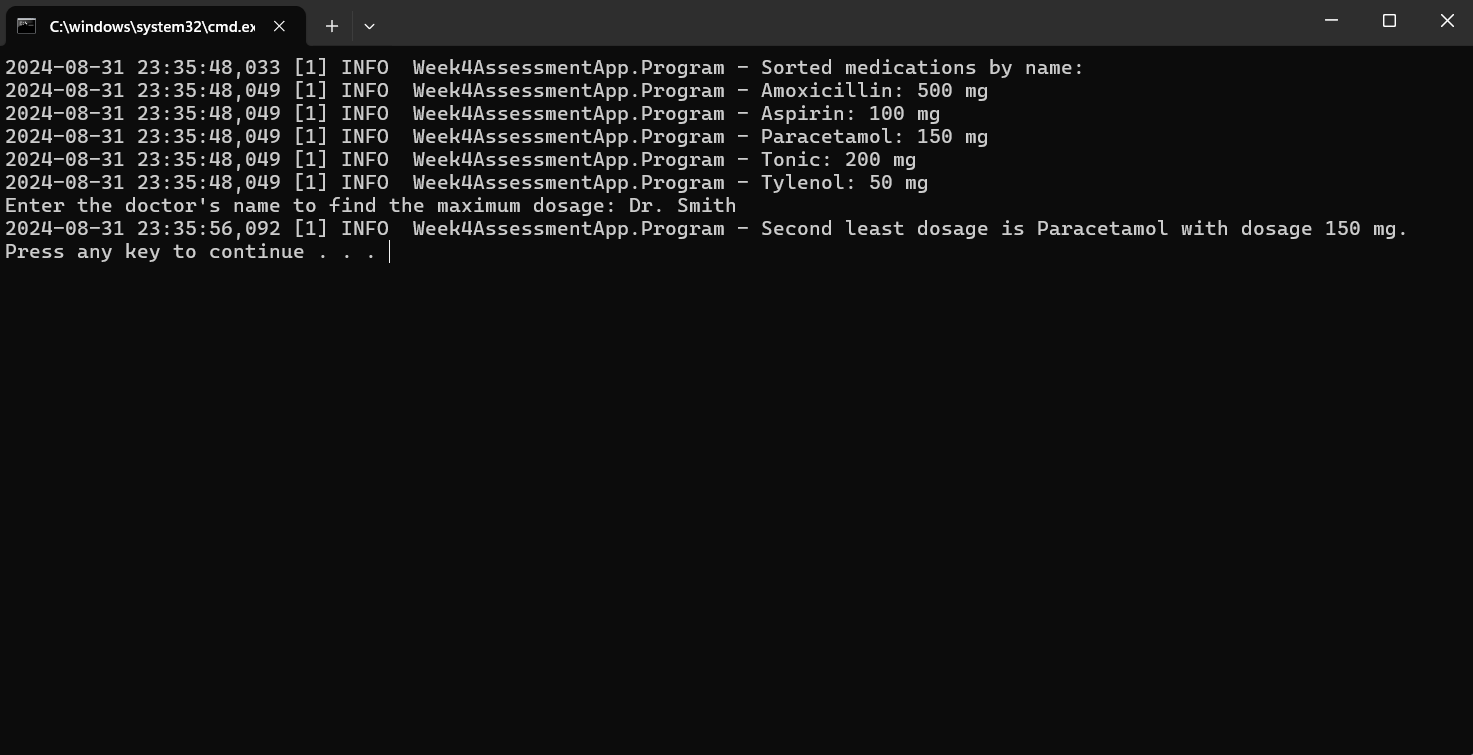 C:\windows\system32\cmd.ex
2024-08-31 23:35:48,033 [1] INFO  Week4AssessmentApp.Program - Sorted medications by name:
2024-08-31 23:35:48,049 [1] INFO  Week4AssessmentApp.Program - Amoxicillin: 500 mg
2024-08-31 23:35:48,049 [1] INFO  Week4AssessmentApp.Program - Aspirin: 100 mg
2024-08-31 23:35:48,049 [1] INFO  Week4AssessmentApp.Program - Paracetamol: 150 mg
2024-08-31 23:35:48,049 [1] INFO  Week4AssessmentApp.Program - Tonic: 200 mg
2024-08-31 23:35:48,049 [1] INFO  Week4AssessmentApp.Program - Tylenol: 50 mg
Enter the doctor's name to find the maximum dosage: Dr. Smith
2024-08-31 23:35:56,092 [1] INFO  Week4AssessmentApp.Program - Second least dosage is Paracetamol with dosage 150 mg.
Press any key to continue . . .